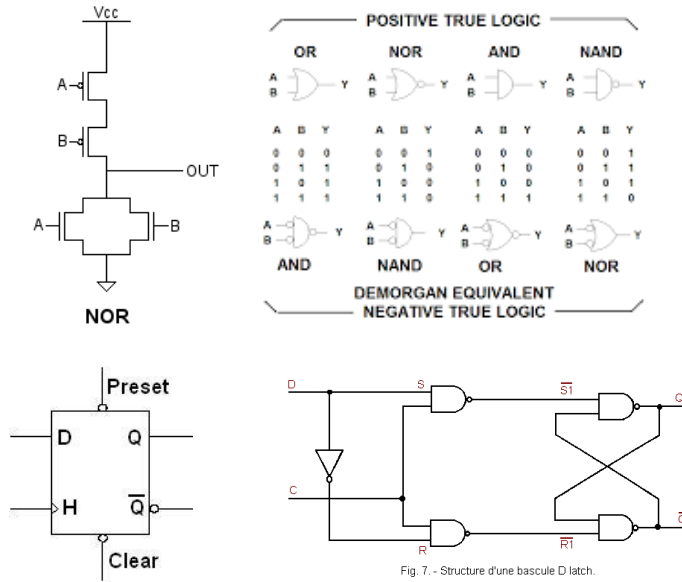 Vcc
A
B
OUT
A
B
NOR
POSITIVE TRUE LOGIC
OR NOR AND NAND
A Y A Y A Y A Y
B B B B
A B Y A B Y A B Y A B Y
0 0 0 0 0 1 0 0 0 0 0 1
0 1 1 0 1 0 0 1 0 0 1 1
1 0 1 1 0 0 1 0 0 1 0 1
1 1 1 1 1 0 1 1 1 1 1 0
A Y A Y A Y A Y
B B B B
AND NAND OR NOR
DEMORGAN EQUIVALENT
NEGATIVE TRUE LOGIC
Preset
D Q
H Q̅
Clear
D S S̅1̅ Q
C
R R̅1̅ Q̅
Fig. 7. - Structure d'une bascule D latch.